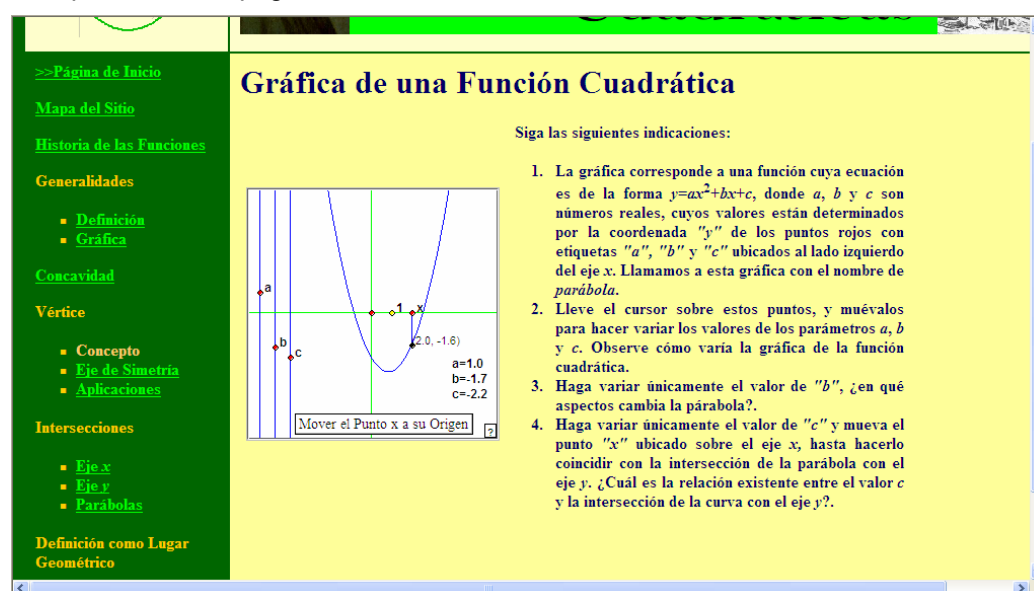 >>Página de Inicio
Mapa del Sitio
Historia de las Funciones
Generalidades
Definición
Gráfica
Concavidad
Vértice
Concepto
Eje de Simetría
Aplicaciones
Intersecciones
Eje x
Eje y
Parábolas
Definición como Lugar
Geométrico
Gráfica de una Función Cuadrática
a
b
c
1
x
2.0, -1.6)
a=1.0
b=-1.7
c=-2.2
Mover el Punto x a su Origen
?
Siga las siguientes indicaciones:
1. La gráfica corresponde a una función cuya ecuación
es de la forma y=ax²+bx+c, donde a, b y c son
números reales, cuyos valores están determinados
por la coordenada "y" de los puntos rojos con
etiquetas "a", "b" y "c" ubicados al lado izquierdo
del eje x. Llamamos a esta gráfica con el nombre de
parábola.
2. Lleve el cursor sobre estos puntos, y muévalos
para hacer variar los valores de los parámetros a, b
y c. Observe cómo varía la gráfica de la función
cuadrática.
3. Haga variar únicamente el valor de "b", ¿en qué
aspectos cambia la párabola?.
4. Haga variar únicamente el valor de "c" y mueva el
punto "x" ubicado sobre el eje x, hasta hacerlo
coincidir con la intersección de la parábola con el
eje y. ¿Cuál es la relación existente entre el valor c
y la intersección de la curva con el eje y?.